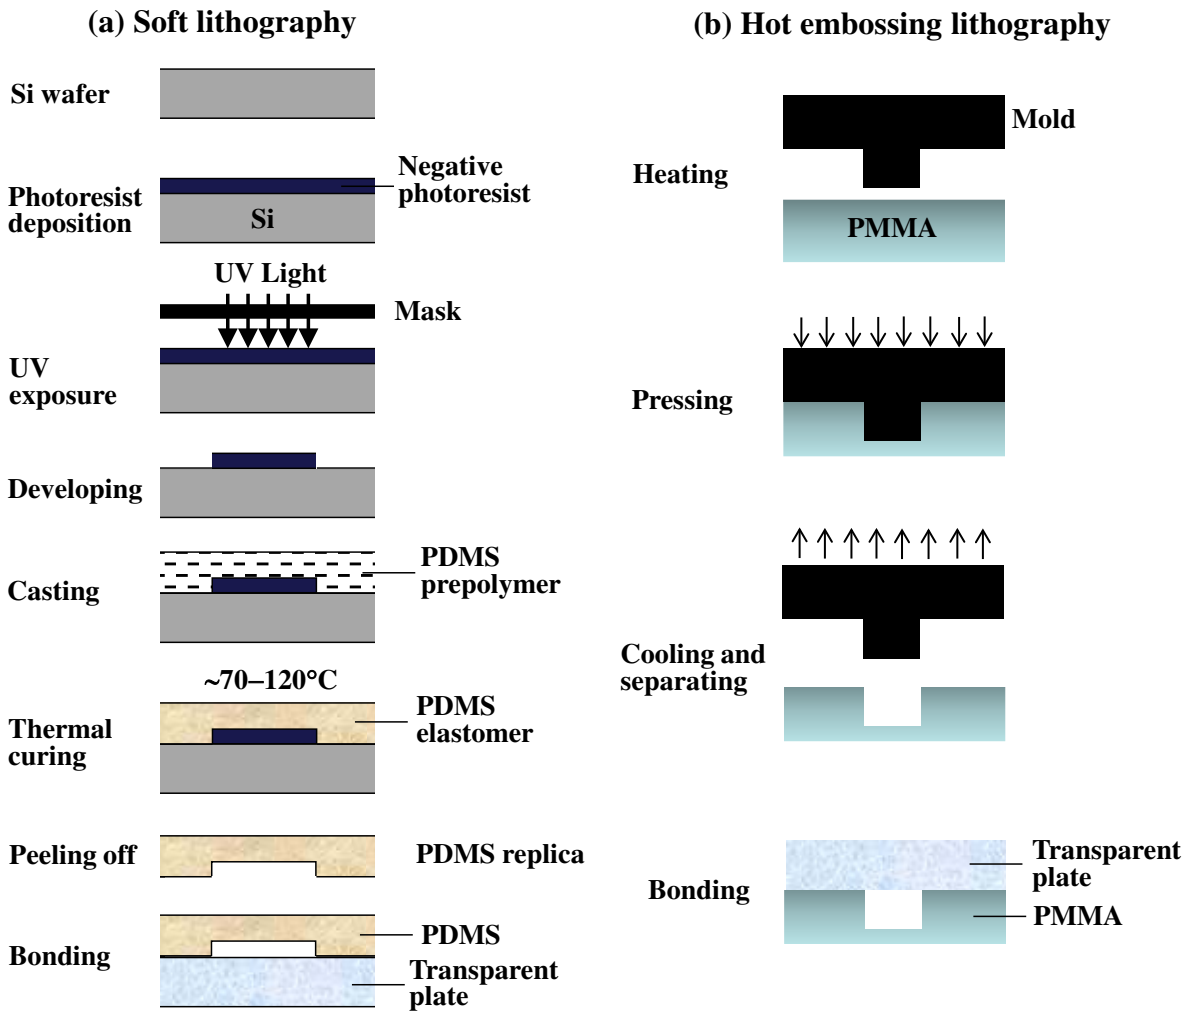 (a) Soft lithography
Si wafer
Photoresist
deposition
Negative
photoresist
Si
UV Light
Mask
UV
exposure
Developing
Casting
PDMS
prepolymer
~70–120°C
Thermal
curing
PDMS
elastomer
Peeling off
PDMS replica
Bonding
PDMS
Transparent
plate
(b) Hot embossing lithography
Mold
Heating
PMMA
Pressing
Cooling and
separating
Bonding
Transparent
plate
PMMA